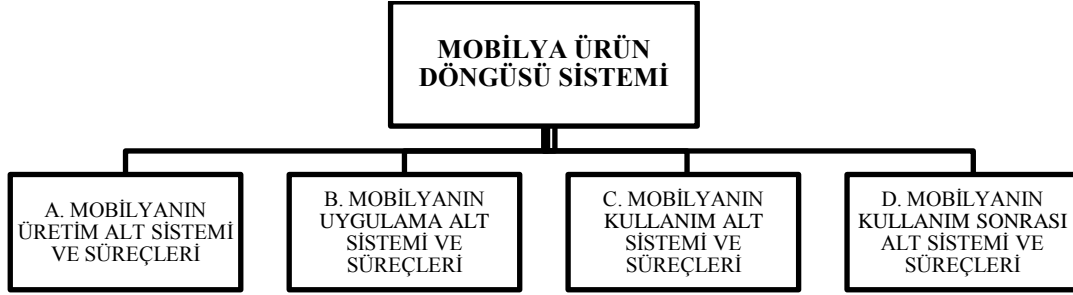 MOBİLYA ÜRÜN
DÖNGÜSÜ SİSTEMİ
A. MOBİLYANIN
ÜRETİM ALT SİSTEMİ
VE SÜREÇLERİ
B. MOBİLYANIN
UYGULAMA ALT
SİSTEMİ VE
SÜREÇLERİ
C. MOBİLYANIN
KULLANIM ALT
SİSTEMİ VE
SÜREÇLERİ
D. MOBİLYANIN
KULLANIM SONRASI
ALT SİSTEMİ VE
SÜREÇLERİ